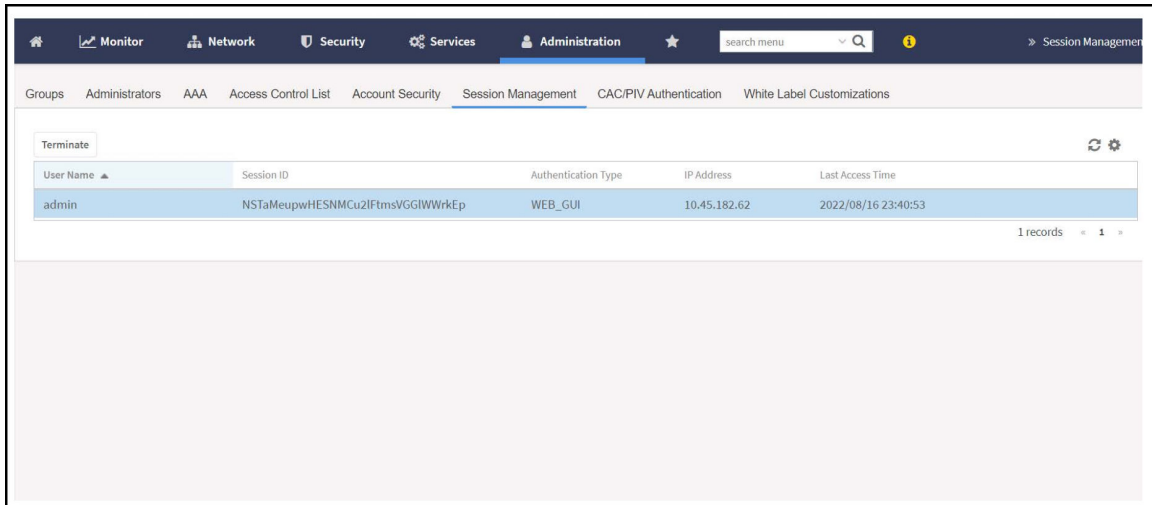 Monitor Network Security Services Administration search menu » Session Managemen
Groups Administrators AAA Access Control List Account Security Session Management CAC/PIV Authentication White Label Customizations
Terminate
User Name Session ID Authentication Type IP Address Last Access Time
admin NSTaMeupwHESNMCu2lFtmsVGGlWWrkEp WEB_GUI 10.45.182.62 2022/08/16 23:40:53
1 records « 1 »